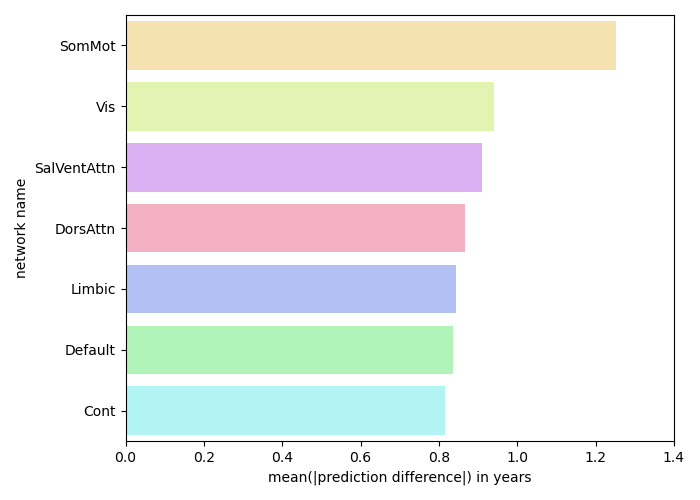 SomMot
Vis
SalVentAttn
DorsAttn
Limbic
Default
Cont
network name
0.0 0.2 0.4 0.6 0.8 1.0 1.2 1.4
mean(|prediction difference|) in years